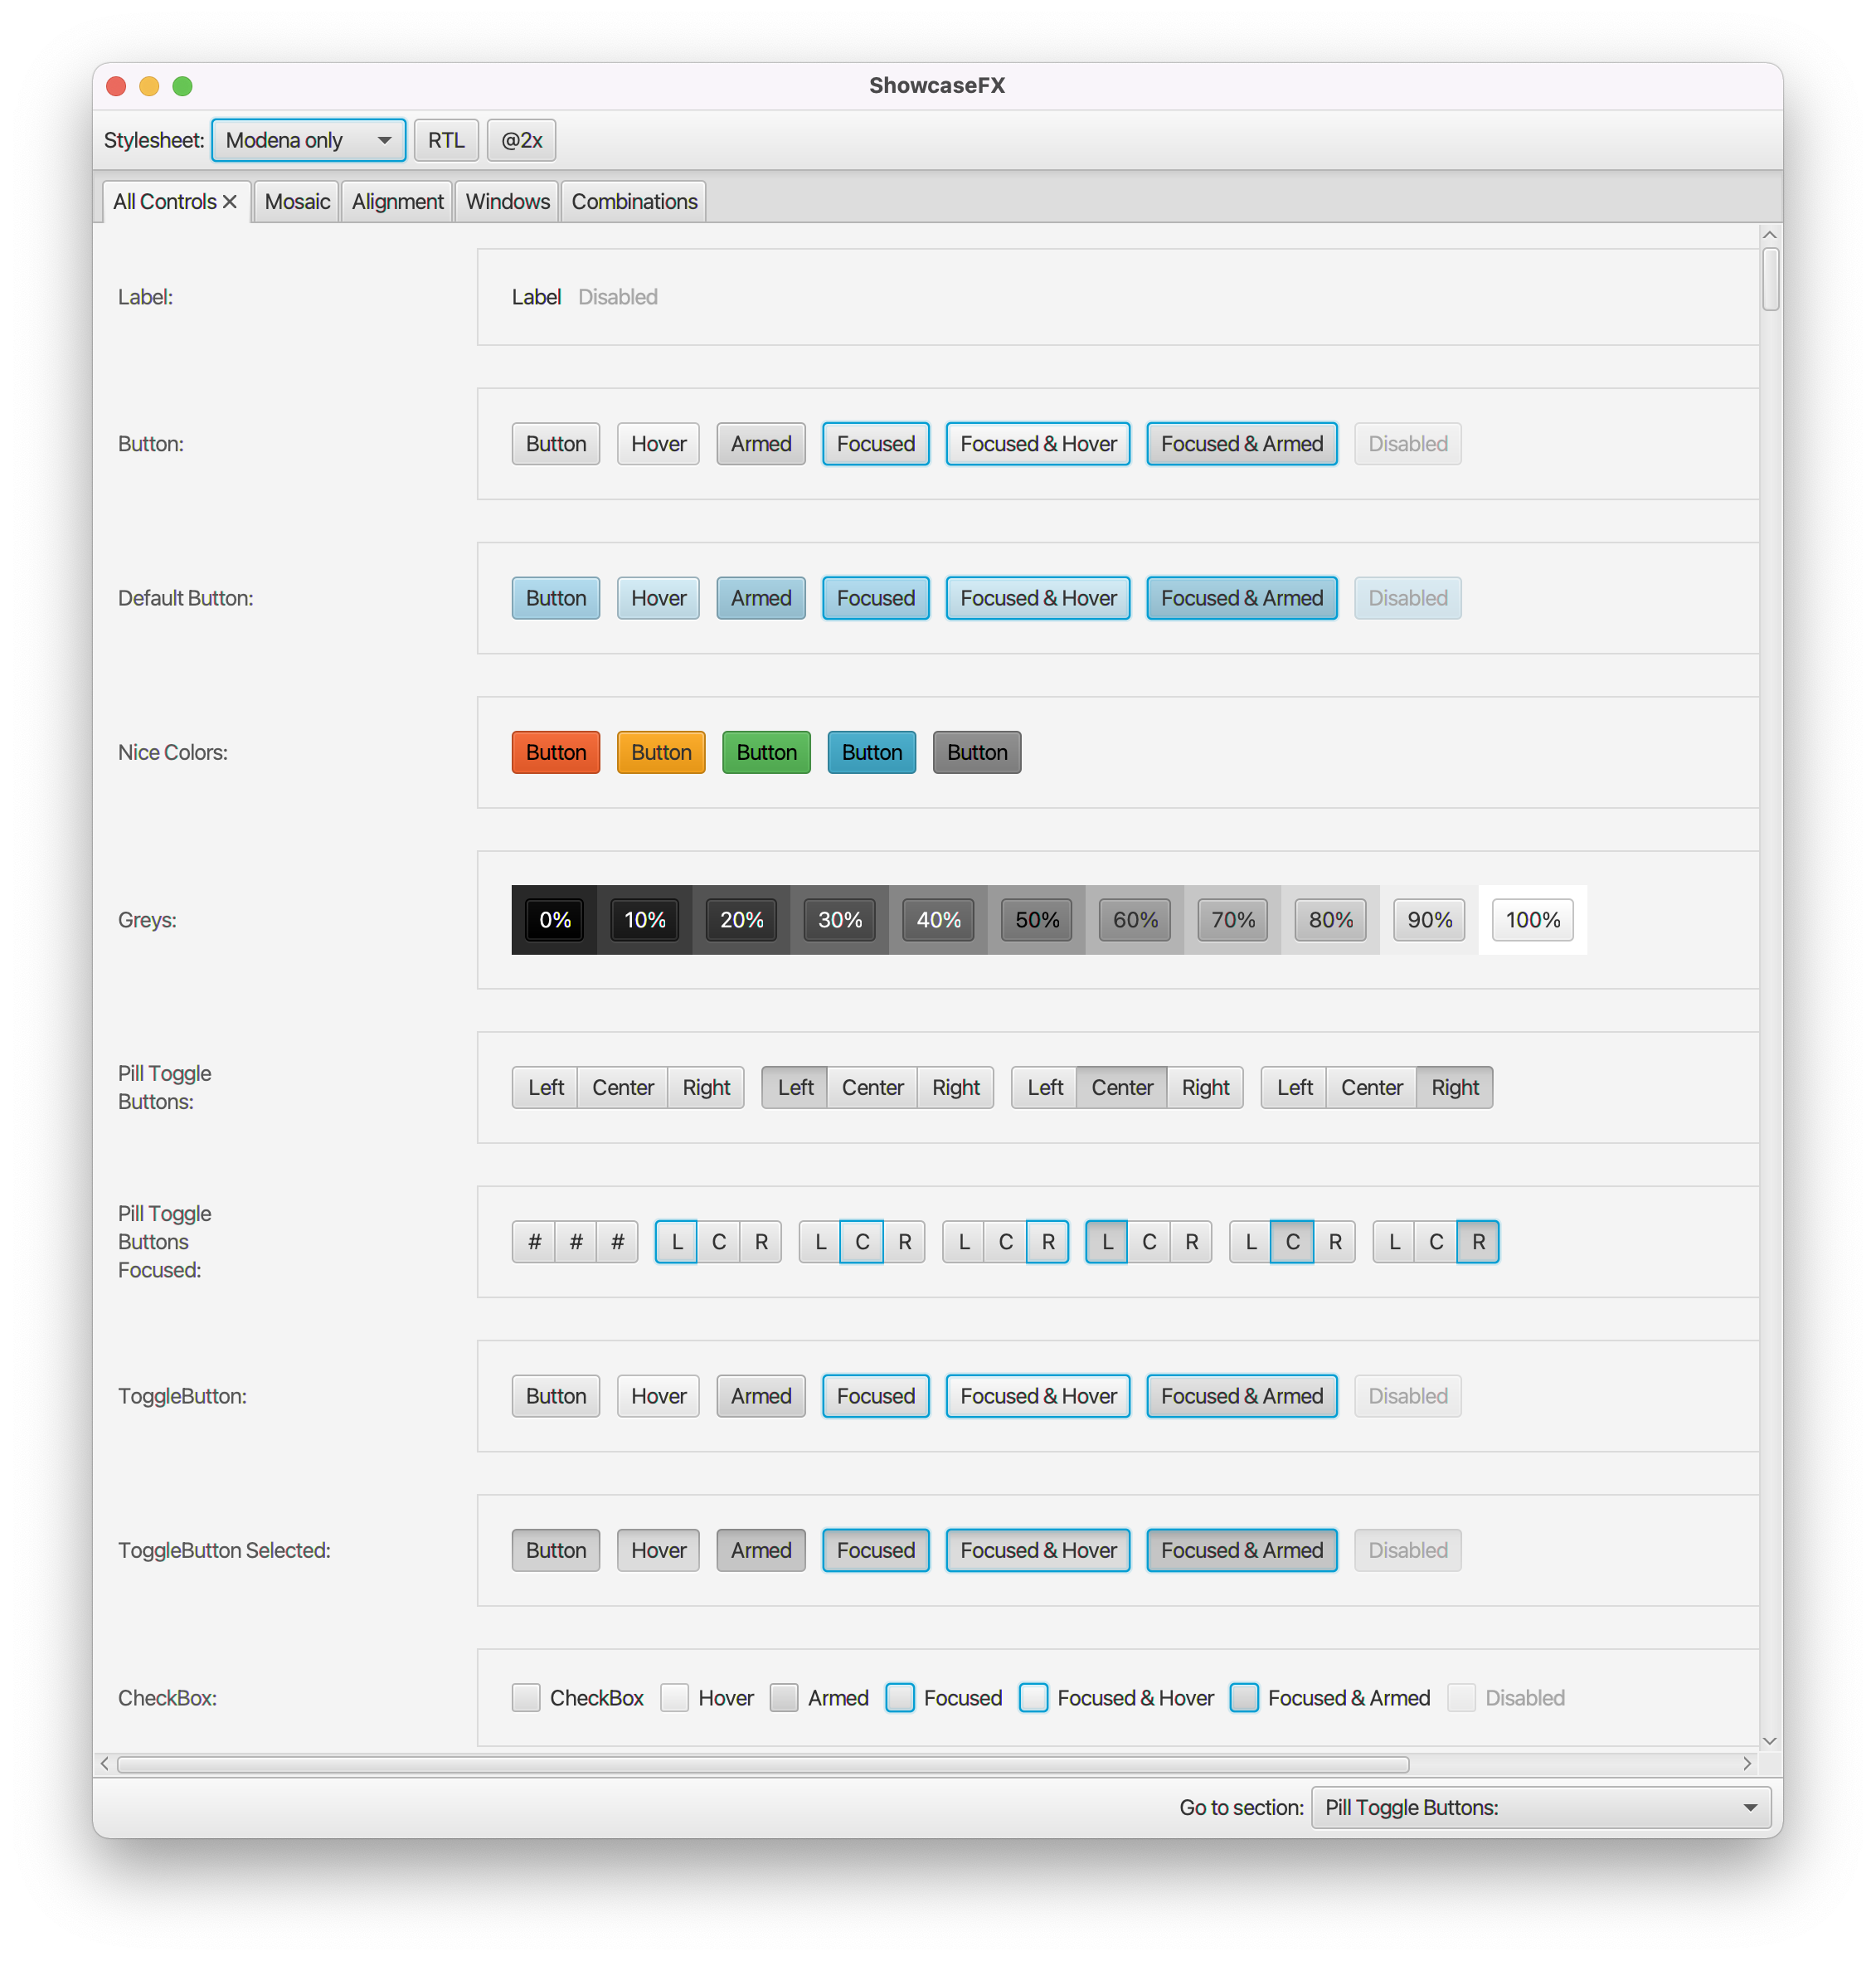 ShowcaseFX
Stylesheet: Modena only RTL @2x
All Controls Mosaic Alignment Windows Combinations
Label: Label Disabled
Button: Button Hover Armed Focused Focused & Hover Focused & Armed Disabled
Default Button: Button Hover Armed Focused Focused & Hover Focused & Armed Disabled
Nice Colors: Button Button Button Button Button
Greys: 0% 10% 20% 30% 40% 50% 60% 70% 80% 90% 100%
Pill Toggle
Buttons:
Left Center Right Left Center Right Left Center Right Left Center Right
Pill Toggle
Buttons
Focused:
# # # L C R L C R L C R L C R L C R L C R
ToggleButton: Button Hover Armed Focused Focused & Hover Focused & Armed Disabled
ToggleButton Selected: Button Hover Armed Focused Focused & Hover Focused & Armed Disabled
CheckBox: CheckBox Hover Armed Focused Focused & Hover Focused & Armed Disabled
Go to section: Pill Toggle Buttons: